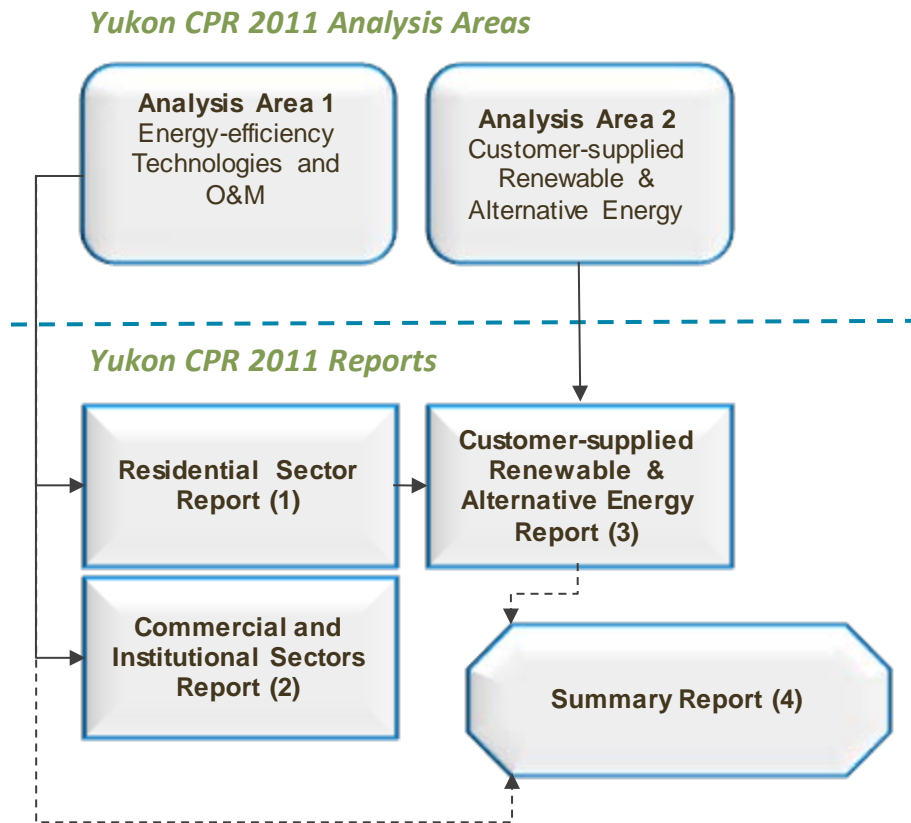 Yukon CPR 2011 Analysis Areas
Analysis Area 1
Energy-efficiency
Technologies and
O&M
Analysis Area 2
Customer-supplied
Renewable &
Alternative Energy
Yukon CPR 2011 Reports
Residential Sector
Report (1)
Customer-supplied
Renewable &
Alternative Energy
Report (3)
Commercial and
Institutional Sectors
Report (2)
Summary Report (4)